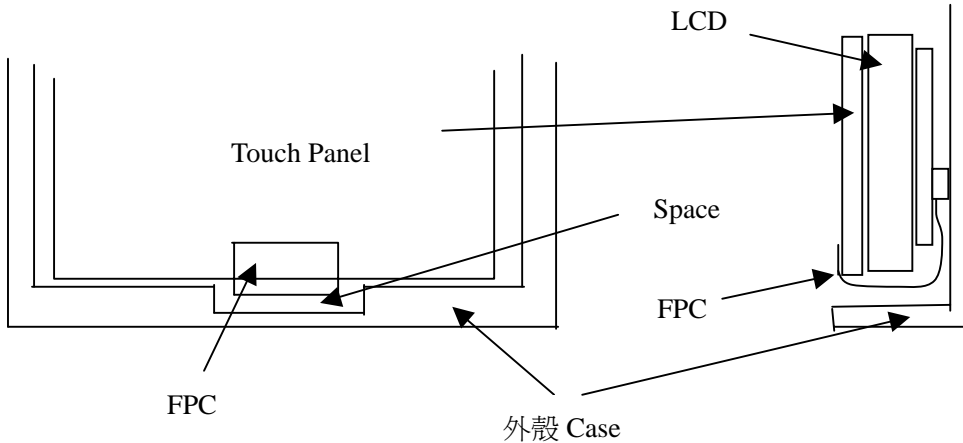 LCD
Touch Panel
Space
FPC
FPC
外殼 Case